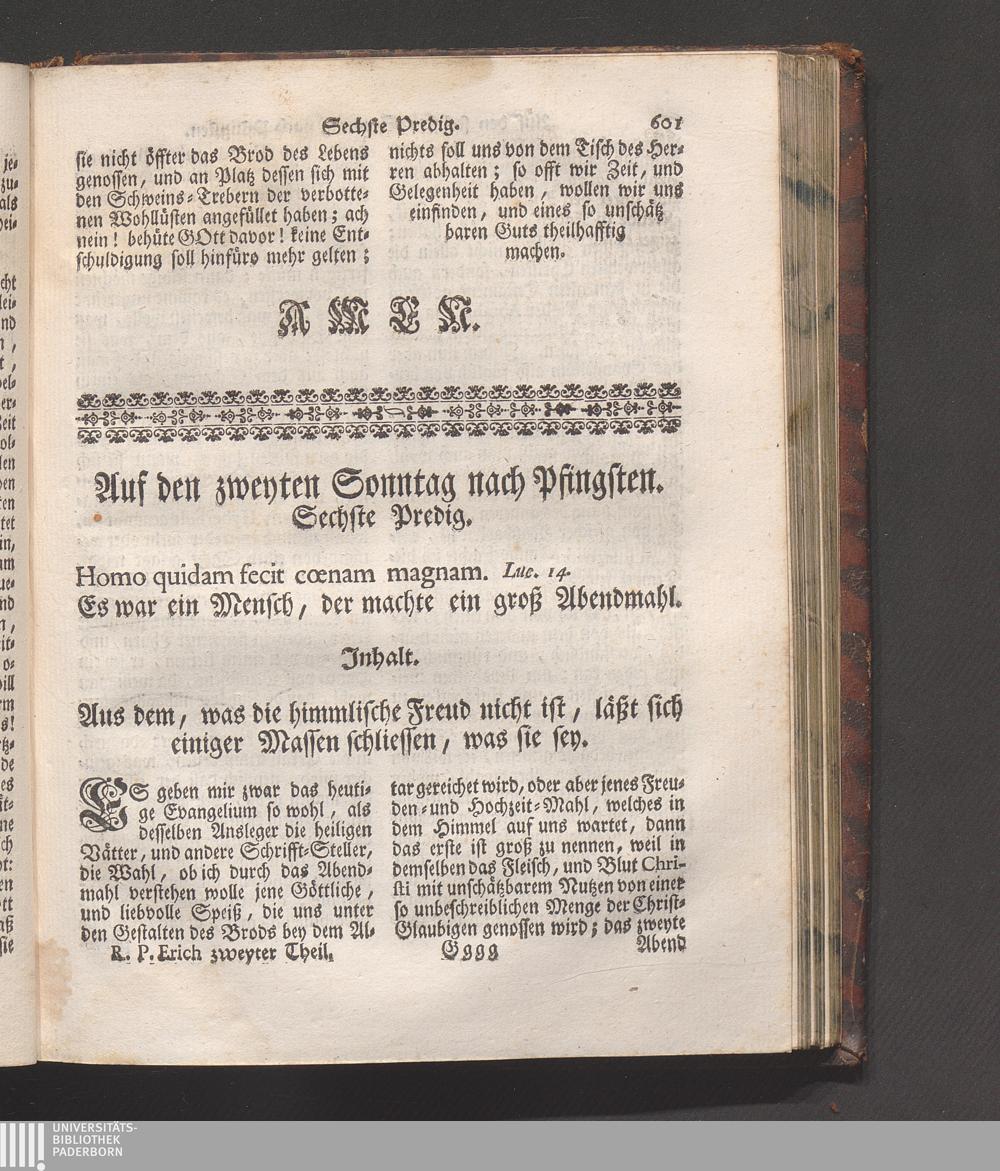 Sechste Predig. 601
sie nicht öffter das Brod des Lebens
genossen, und an Platz dessen sich mit
den Schweins-Trebern der verbotte-
nen Wohllüsten angefüllet haben; ach
nein! behüte GOtt davor! keine Ent-
schuldigung soll hinfüro mehr gelten;
nichts soll uns von dem Tisch des Her-
ren abhalten; so offt wir Zeit, und
Gelegenheit haben, wollen wir uns
einfinden, und eines so unschätz
baren Guts theilhafftig
machen.
A M E N.
Auf den zweyten Sonntag nach Pfingsten.
Sechste Predig.
Homo quidam fecit cœnam magnam. Luc. 14.
Es war ein Mensch, der machte ein groß Abendmahl.
Inhalt.
Aus dem, was die himmlische Freud nicht ist, läßt sich
einiger Massen schliessen, was sie sey.
ES geben mir zwar das heuti-
ge Evangelium so wohl, als
desselben Ansleger die heiligen
Vätter, und andere Schrifft-Steller,
die Wahl, ob ich durch das Abend-
mahl verstehen wolle jene Göttliche,
und liebvolle Speiß, die uns unter
den Gestalten des Brods bey dem Al-
tar gereichet wird, oder aber jenes Freu-
den- und Hochzeit-Mahl, welches in
dem Himmel auf uns wartet, dann
das erste ist groß zu nennen, weil in
demselben das Fleisch, und Blut Chri-
sti mit unschätzbarem Nutzen von einer
so unbeschreiblichen Menge der Christ-
Glaubigen genossen wird; das zweyte
R. P. Erich zweyter Theil. Gggg Abend
UNIVERSITÄTS-
BIBLIOTHEK
PADERBORN